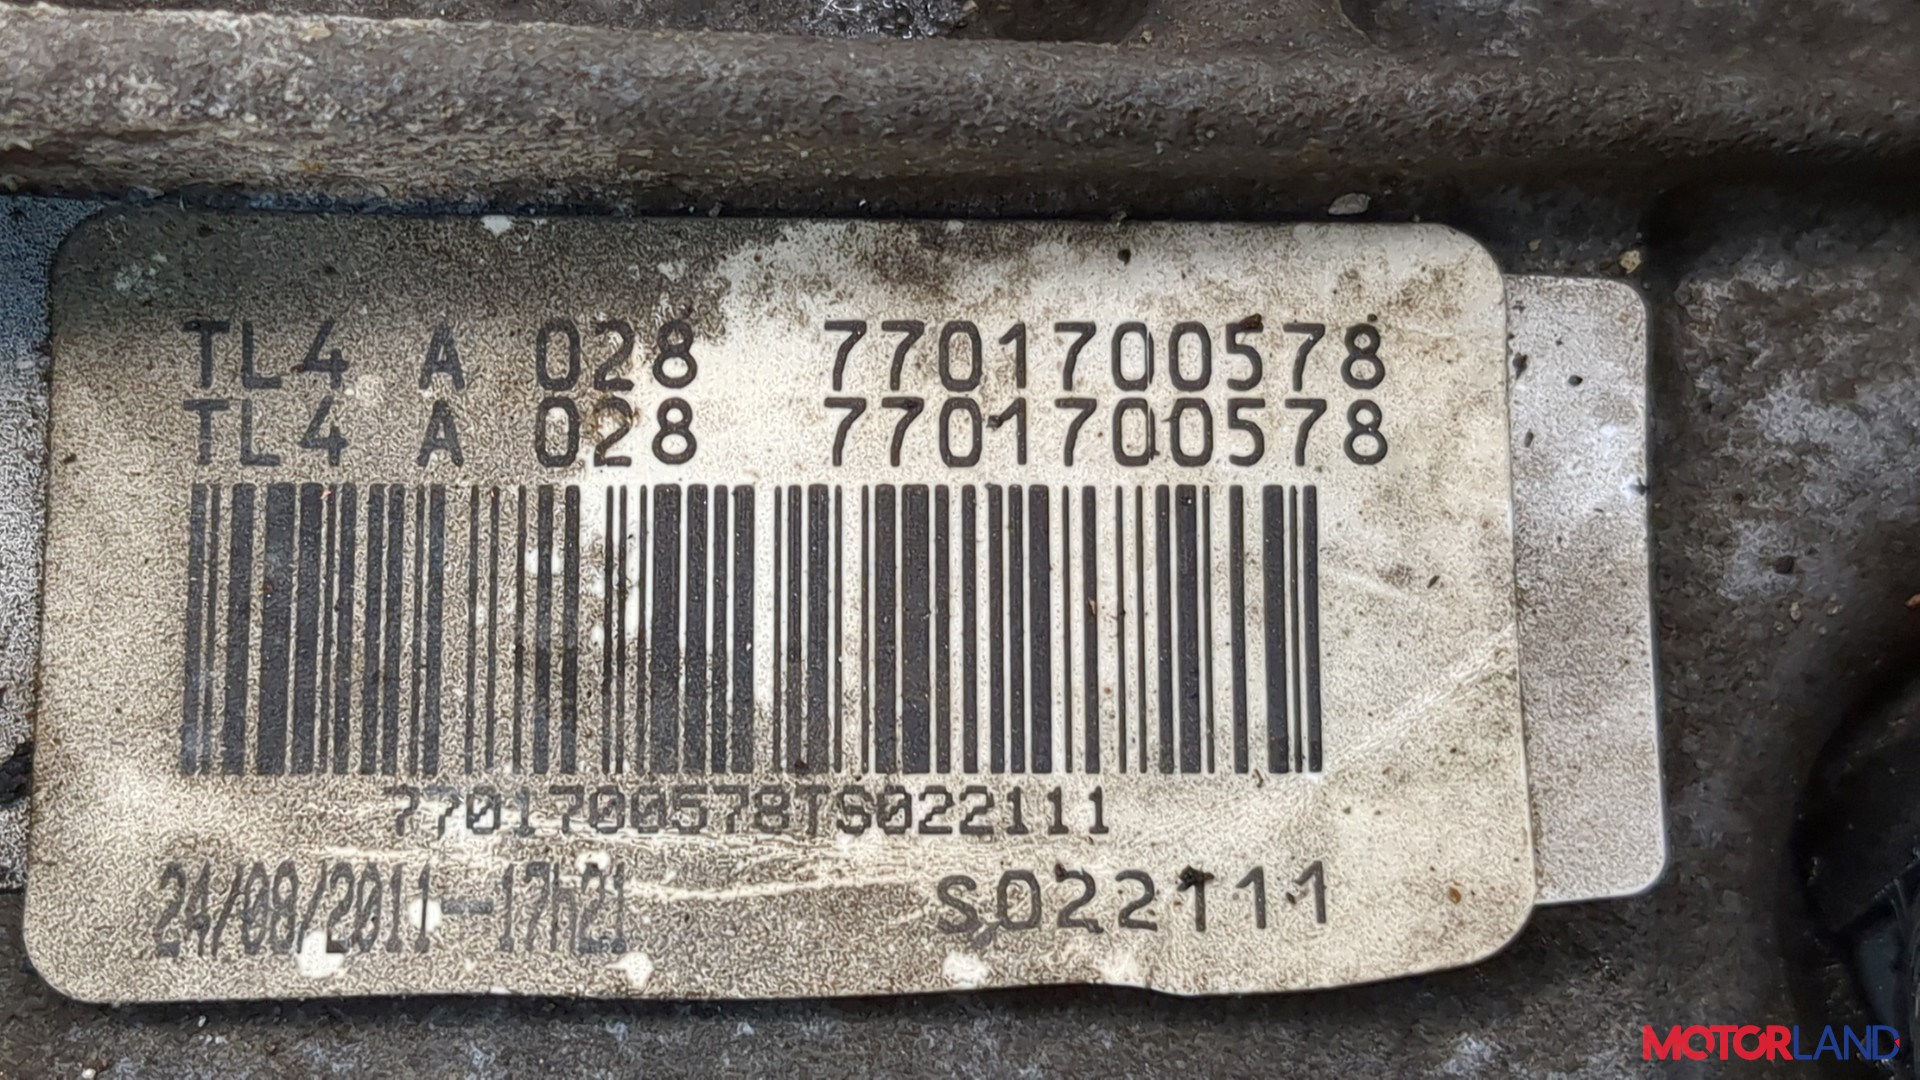 TL4 A 028 7701700578
TL4 A 028 7701700578
7701700578TS022111
24/08/2011-17h21 S022111
MOTORLAND